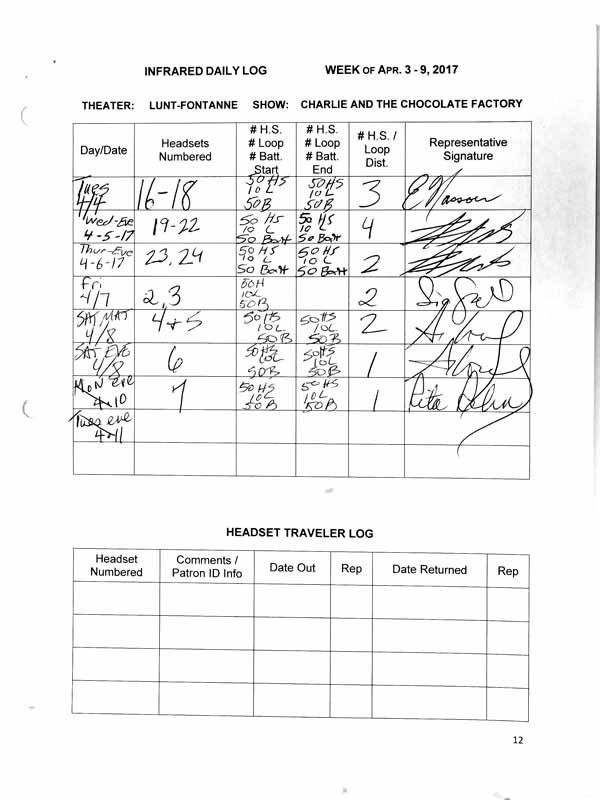 INFRARED DAILY LOG WEEK OF APR. 3 - 9, 2017
THEATER: LUNT-FONTANNE SHOW: CHARLIE AND THE CHOCOLATE FACTORY
Day/Date
Headsets
Numbered
# H.S.
# Loop
# Batt.
Start
# H.S.
# Loop
# Batt.
End
# H.S. /
Loop
Dist.
Representative
Signature
Tues
4/4
16-18
50HS
10L
50B
50HS
10L
50B
3
Wed-Eve
4-5-17
19-22
50 HS
10 L
50 Batt
50 HS
10 L
50 Batt
4
Thur-Eve
4-6-17
23,24
50 HS
10 L
50 Batt
50 HS
10 L
50 Batt
2
Fri
4/7
2,3
50H
10L
50B
2
SAT MAT
4/8
4+5
50HS
10L
50B
50HS
10L
50B
2
SAT EVE
4/8
6
50HS
10L
50B
50HS
10L
50B
1
MON eve
4-10
7
50HS
10L
50B
50HS
10L
50B
1
Rita
Tues eve
4-11
HEADSET TRAVELER LOG
Headset
Numbered
Comments /
Patron ID Info
Date Out
Rep
Date Returned
Rep
12